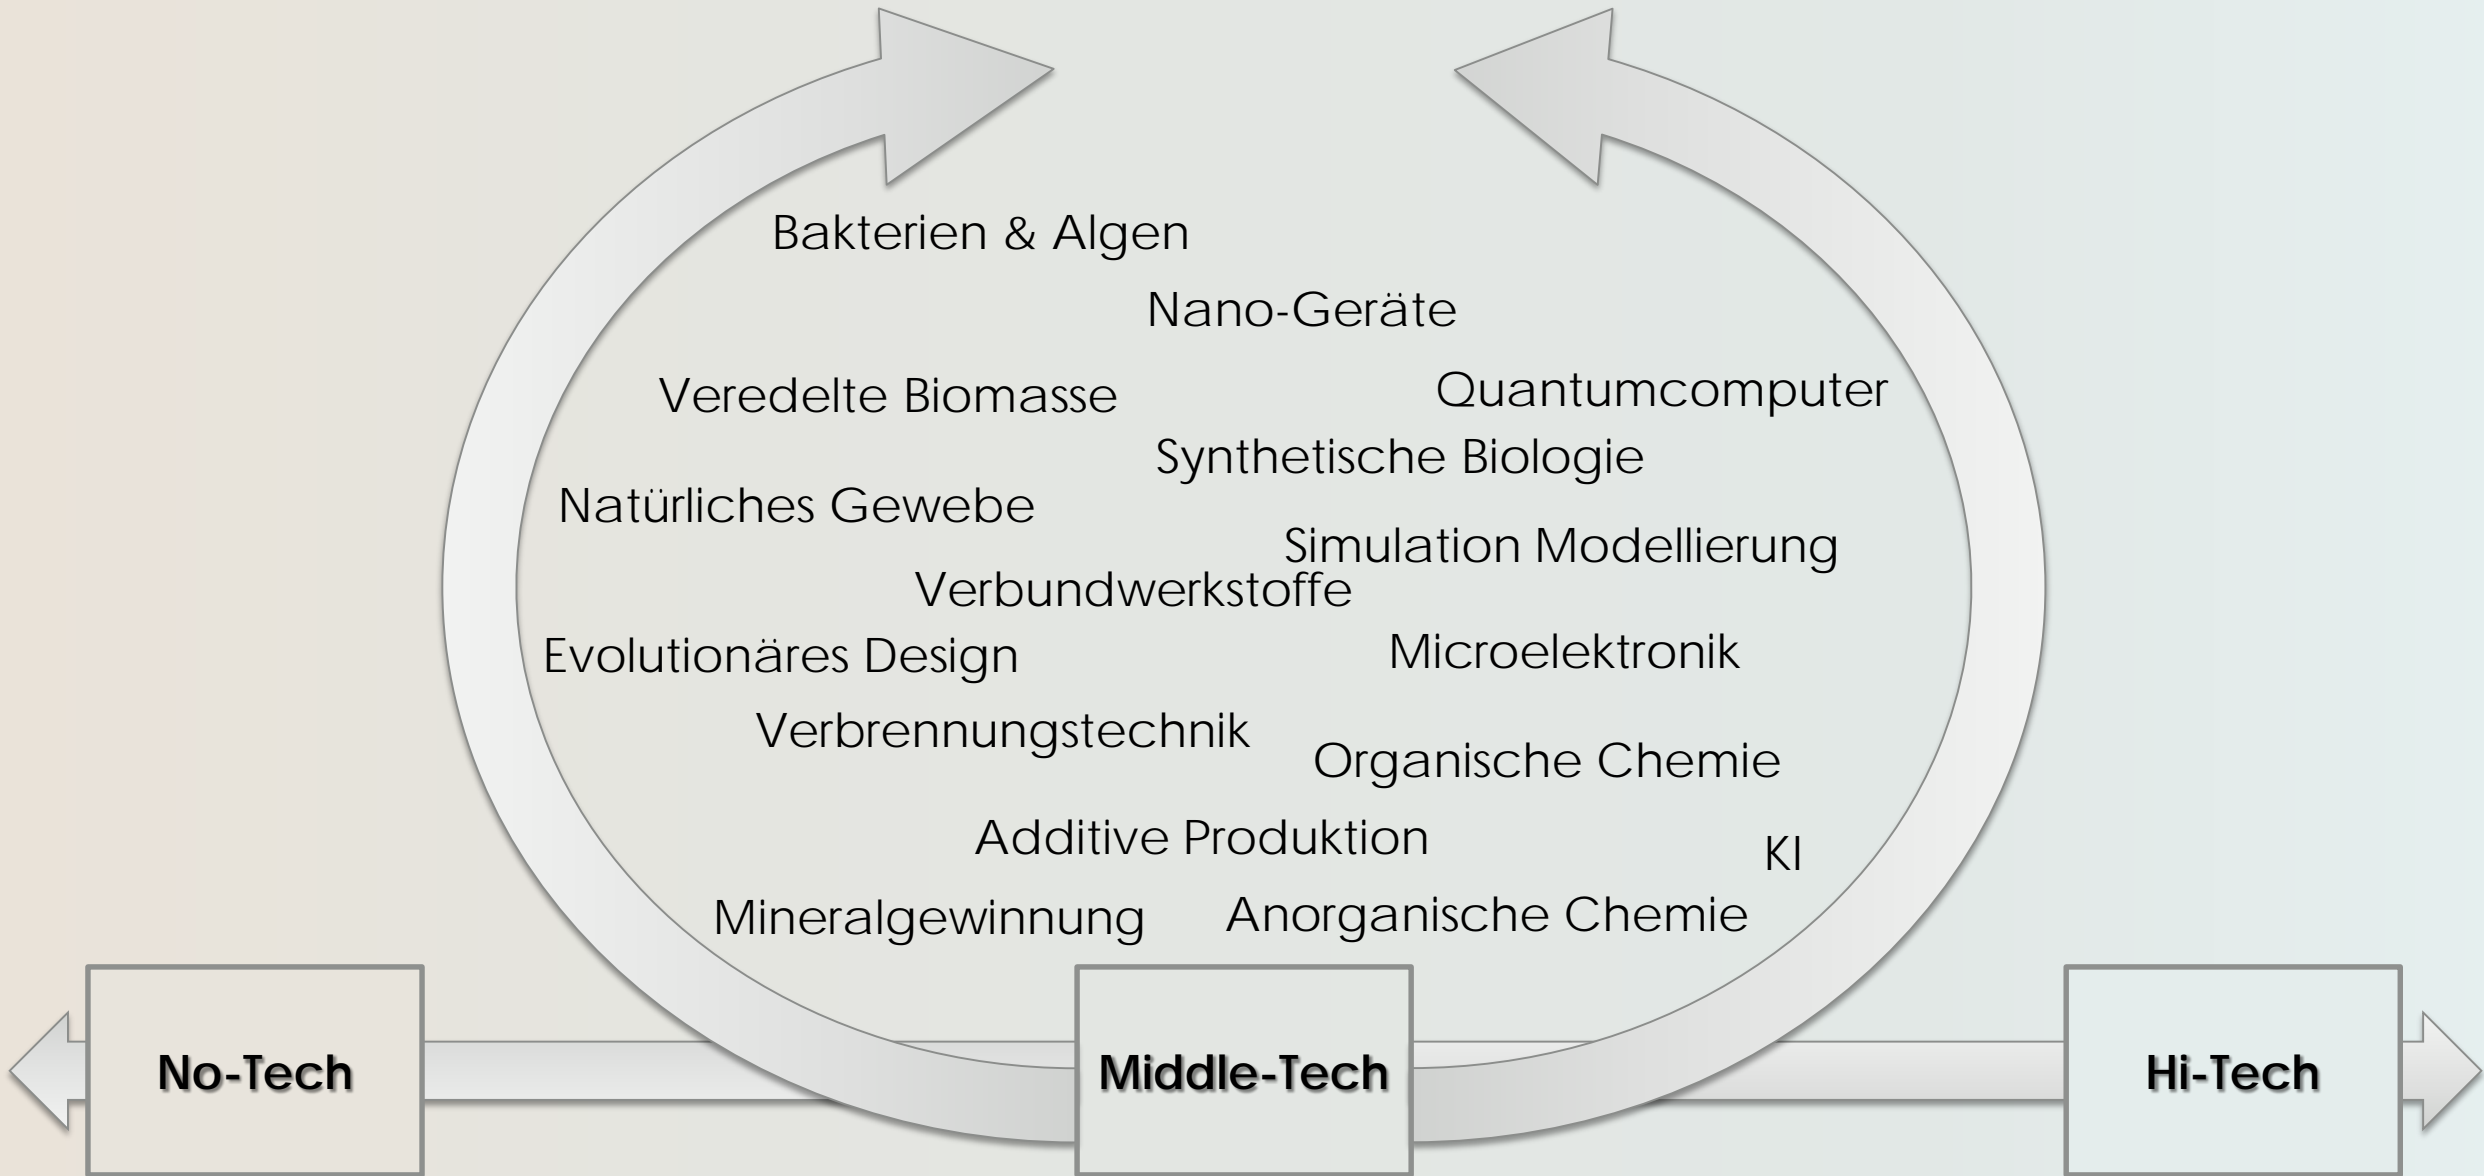 Bakterien & Algen
Nano-Geräte
Veredelte Biomasse
Quantumcomputer
Synthetische Biologie
Natürliches Gewebe
Simulation Modellierung
Verbundwerkstoffe
Evolutionäres Design
Microelektronik
Verbrennungstechnik
Organische Chemie
Additive Produktion
KI
Mineralgewinnung
Anorganische Chemie
No-Tech
Middle-Tech
Hi-Tech